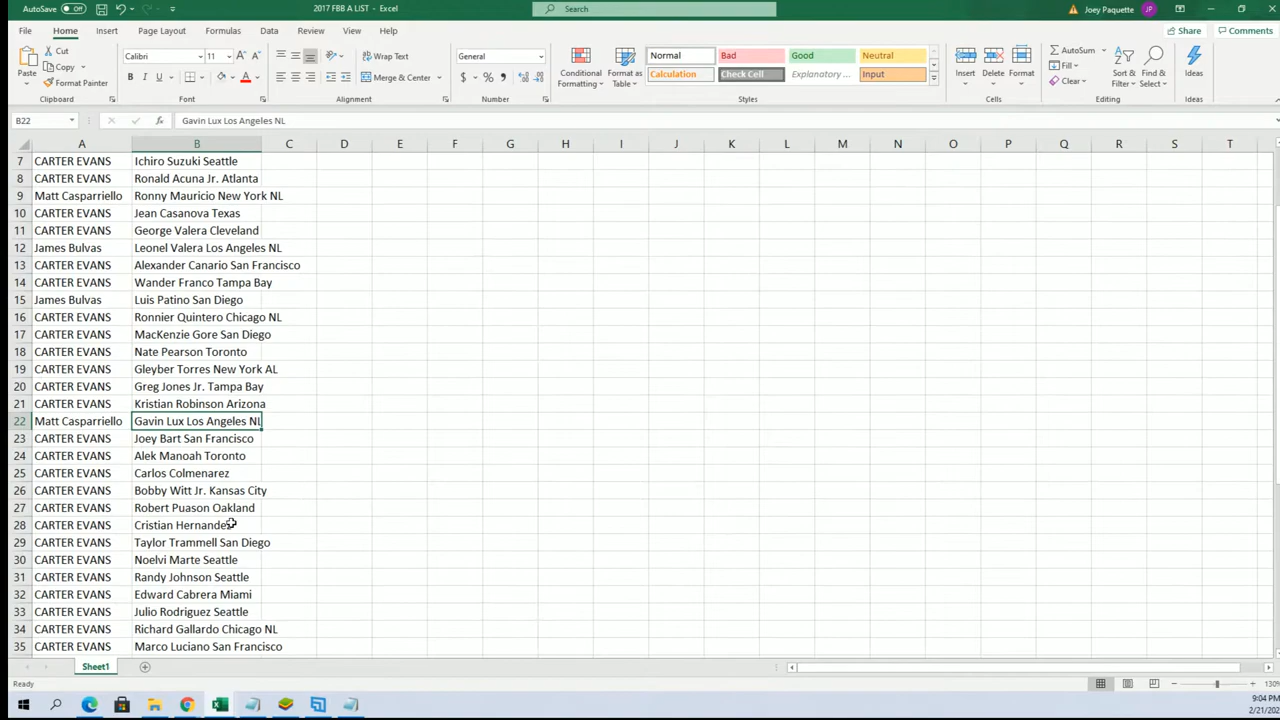 AutoSave Off 2017 FBB A LIST - Excel Search Joey Paquette JP
File Home Insert Page Layout Formulas Data Review View Help Share Comments
Cut Calibri 11 Wrap Text General Normal Bad Good Neutral AutoSum
Copy Fill
Paste Format Painter B I U Merge & Center $ % Conditional Formatting Format as Table Calculation Check Cell Explanatory ... Input Insert Delete Format Clear Sort & Filter Find & Select Ideas
Clipboard Font Alignment Number Styles Cells Editing Ideas
B22 fx Gavin Lux Los Angeles NL
A B C D E F G H I J K L M N O P Q R S T
7 CARTER EVANS Ichiro Suzuki Seattle
8 CARTER EVANS Ronald Acuna Jr. Atlanta
9 Matt Casparriello Ronny Mauricio New York NL
10 CARTER EVANS Jean Casanova Texas
11 CARTER EVANS George Valera Cleveland
12 James Bulvas Leonel Valera Los Angeles NL
13 CARTER EVANS Alexander Canario San Francisco
14 CARTER EVANS Wander Franco Tampa Bay
15 James Bulvas Luis Patino San Diego
16 CARTER EVANS Ronnier Quintero Chicago NL
17 CARTER EVANS MacKenzie Gore San Diego
18 CARTER EVANS Nate Pearson Toronto
19 CARTER EVANS Gleyber Torres New York AL
20 CARTER EVANS Greg Jones Jr. Tampa Bay
21 CARTER EVANS Kristian Robinson Arizona
22 Matt Casparriello Gavin Lux Los Angeles NL
23 CARTER EVANS Joey Bart San Francisco
24 CARTER EVANS Alek Manoah Toronto
25 CARTER EVANS Carlos Colmenarez
26 CARTER EVANS Bobby Witt Jr. Kansas City
27 CARTER EVANS Robert Puason Oakland
28 CARTER EVANS Cristian Hernandez
29 CARTER EVANS Taylor Trammell San Diego
30 CARTER EVANS Noelvi Marte Seattle
31 CARTER EVANS Randy Johnson Seattle
32 CARTER EVANS Edward Cabrera Miami
33 CARTER EVANS Julio Rodriguez Seattle
34 CARTER EVANS Richard Gallardo Chicago NL
35 CARTER EVANS Marco Luciano San Francisco
Sheet1
Ready 130%
9:04 PM
2/21/202